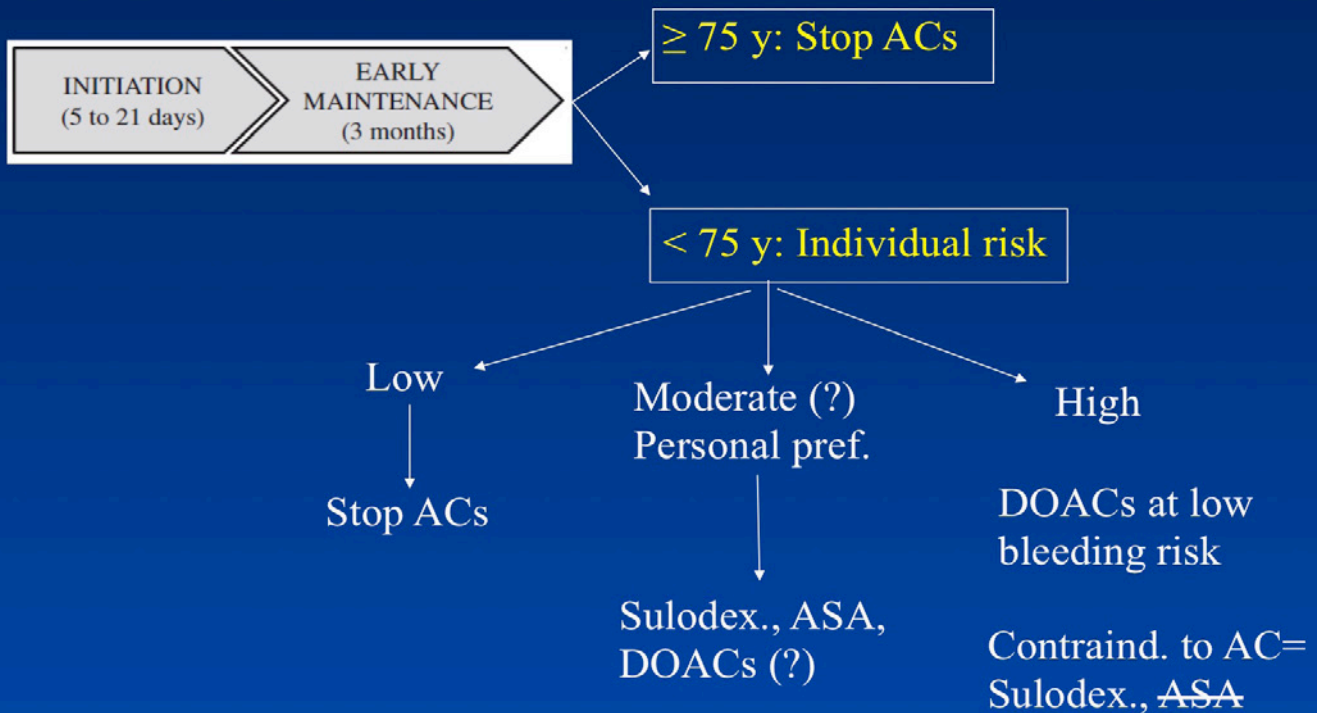 INITIATION
(5 to 21 days)
EARLY
MAINTENANCE
(3 months)
≥ 75 y: Stop ACs
< 75 y: Individual risk
Low
Stop ACs
Moderate (?)
Personal pref.
Sulodex., ASA,
DOACs (?)
High
DOACs at low
bleeding risk
Contraind. to AC=
Sulodex., ASA